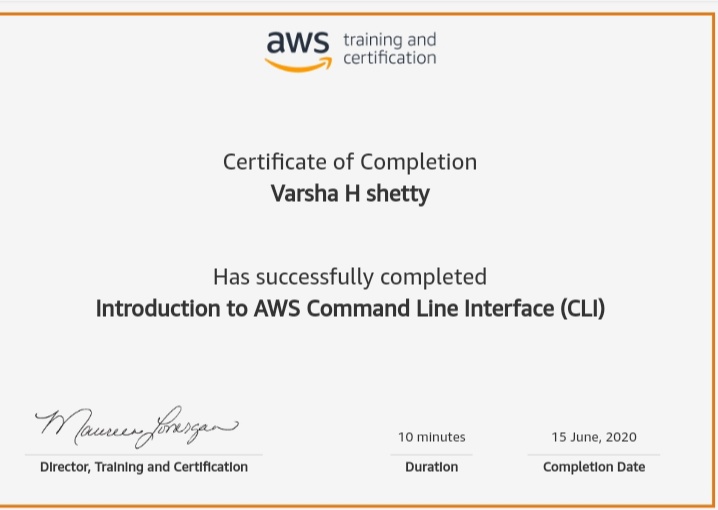 aws training and
certification
Certificate of Completion
Varsha H shetty
Has successfully completed
Introduction to AWS Command Line Interface (CLI)
Maureen Lonergan
10 minutes
15 June, 2020
Director, Training and Certification
Duration
Completion Date